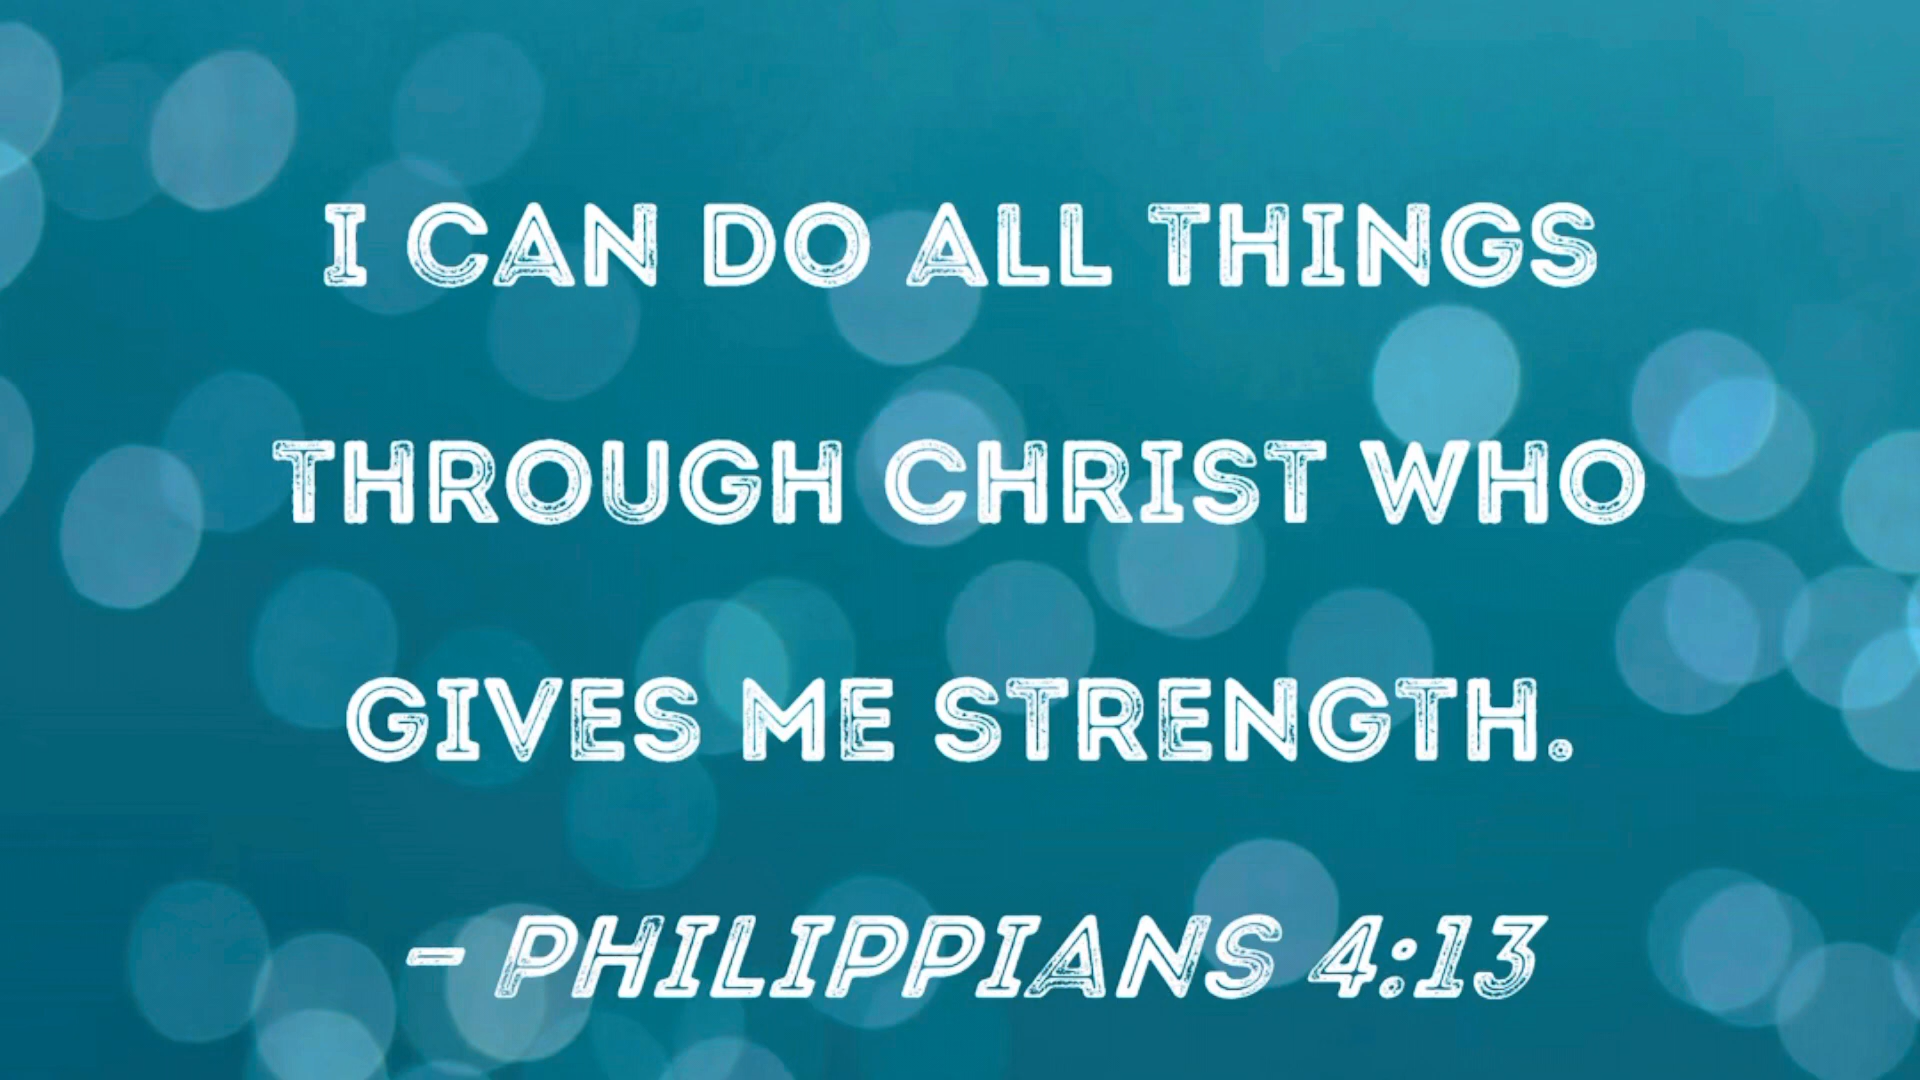 I CAN DO ALL THINGS
THROUGH CHRIST WHO
GIVES ME STRENGTH.
– PHILIPPIANS 4:13